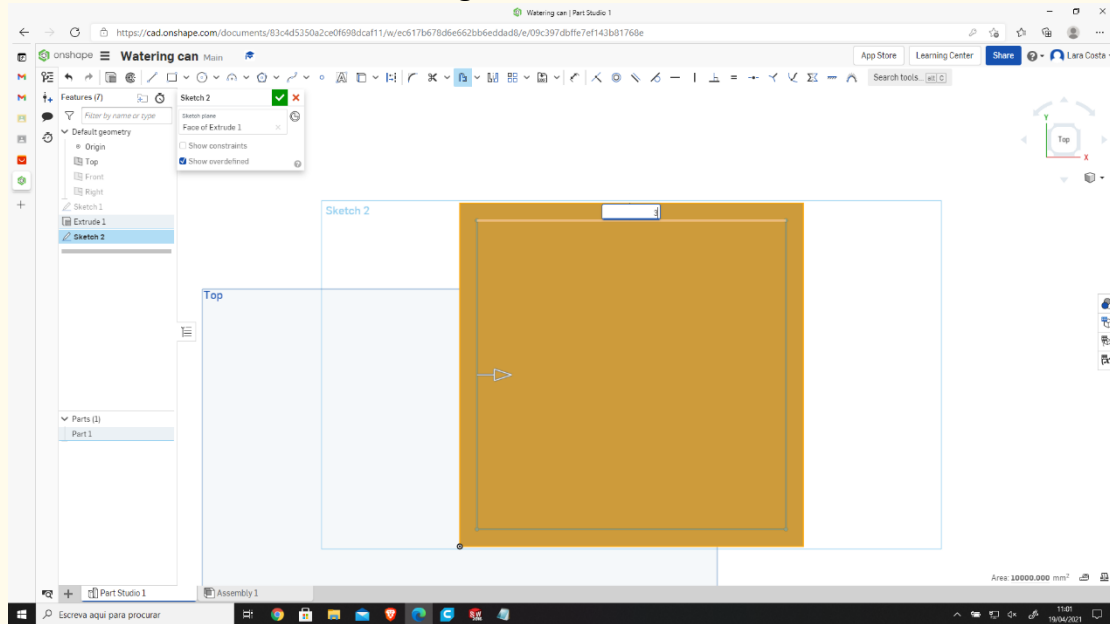 Watering can | Part Studio 1
https://cad.onshape.com/documents/83c4d5350a2ce0f698dcaf11/w/ec617b678d6e662bb6eddad8/e/09c397dbffe7ef143b81768e
onshape Watering can Main
App Store Learning Center Share Lara Costa
Search tools... alt C
Features (7)
Filter by name or type
Default geometry
Origin
Top
Front
Right
Sketch 1
Extrude 1
Sketch 2
Sketch 2
Sketch plane
Face of Extrude 1
Show constraints
Show overdefined
Y
Top
X
Sketch 2
3
Top
Parts (1)
Part 1
Area: 10000.000 mm²
Part Studio 1 Assembly 1
Escreva aqui para procurar
11:01
19/04/2021